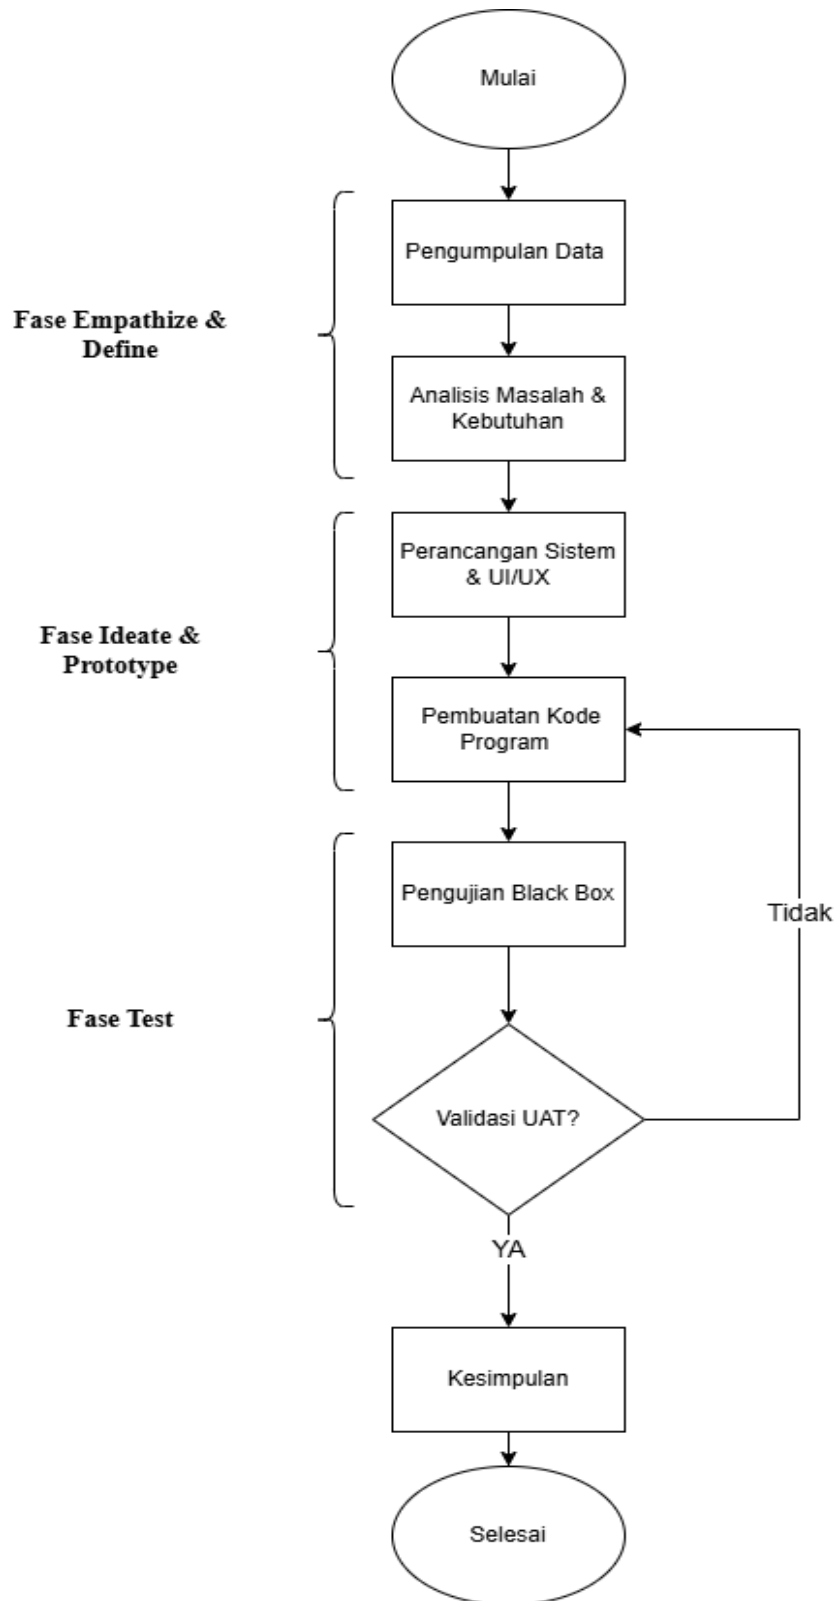 Mulai
Pengumpulan Data
Fase Empathize &
Define
Analisis Masalah &
Kebutuhan
Perancangan Sistem
& UI/UX
Fase Ideate &
Prototype
Pembuatan Kode
Program
Pengujian Black Box
Tidak
Fase Test
Validasi UAT?
YA
Kesimpulan
Selesai